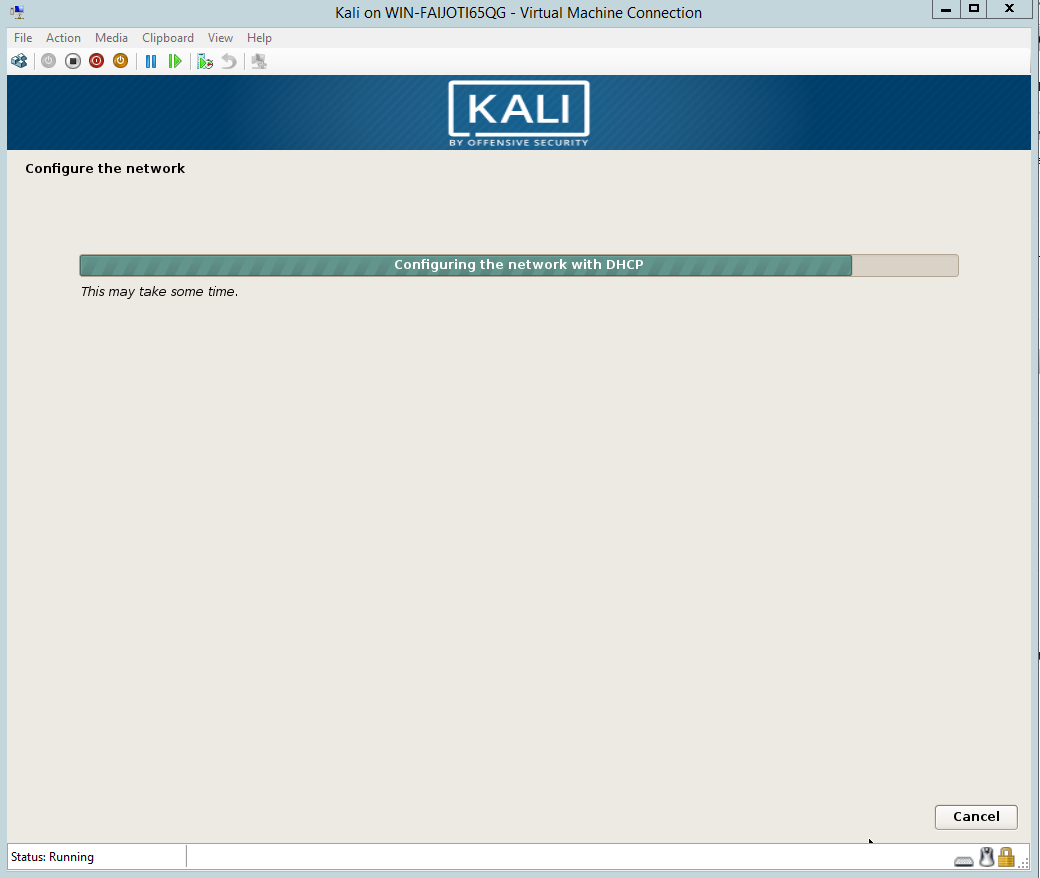 Kali on WIN-FAIJOTI65QG - Virtual Machine Connection
File Action Media Clipboard View Help
KALI
BY OFFENSIVE SECURITY
Configure the network
Configuring the network with DHCP
This may take some time.
Cancel
Status: Running